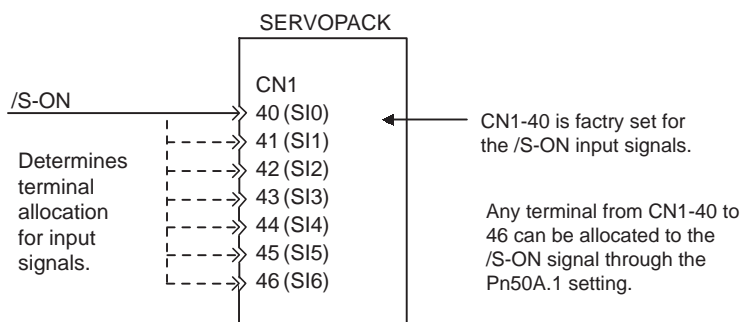 SERVOPACK
CN1
/S-ON
40 (SI0)
41 (SI1)
42 (SI2)
43 (SI3)
44 (SI4)
45 (SI5)
46 (SI6)
Determines
terminal
allocation
for input
signals.
CN1-40 is factry set for
the /S-ON input signals.
Any terminal from CN1-40 to
46 can be allocated to the
/S-ON signal through the
Pn50A.1 setting.